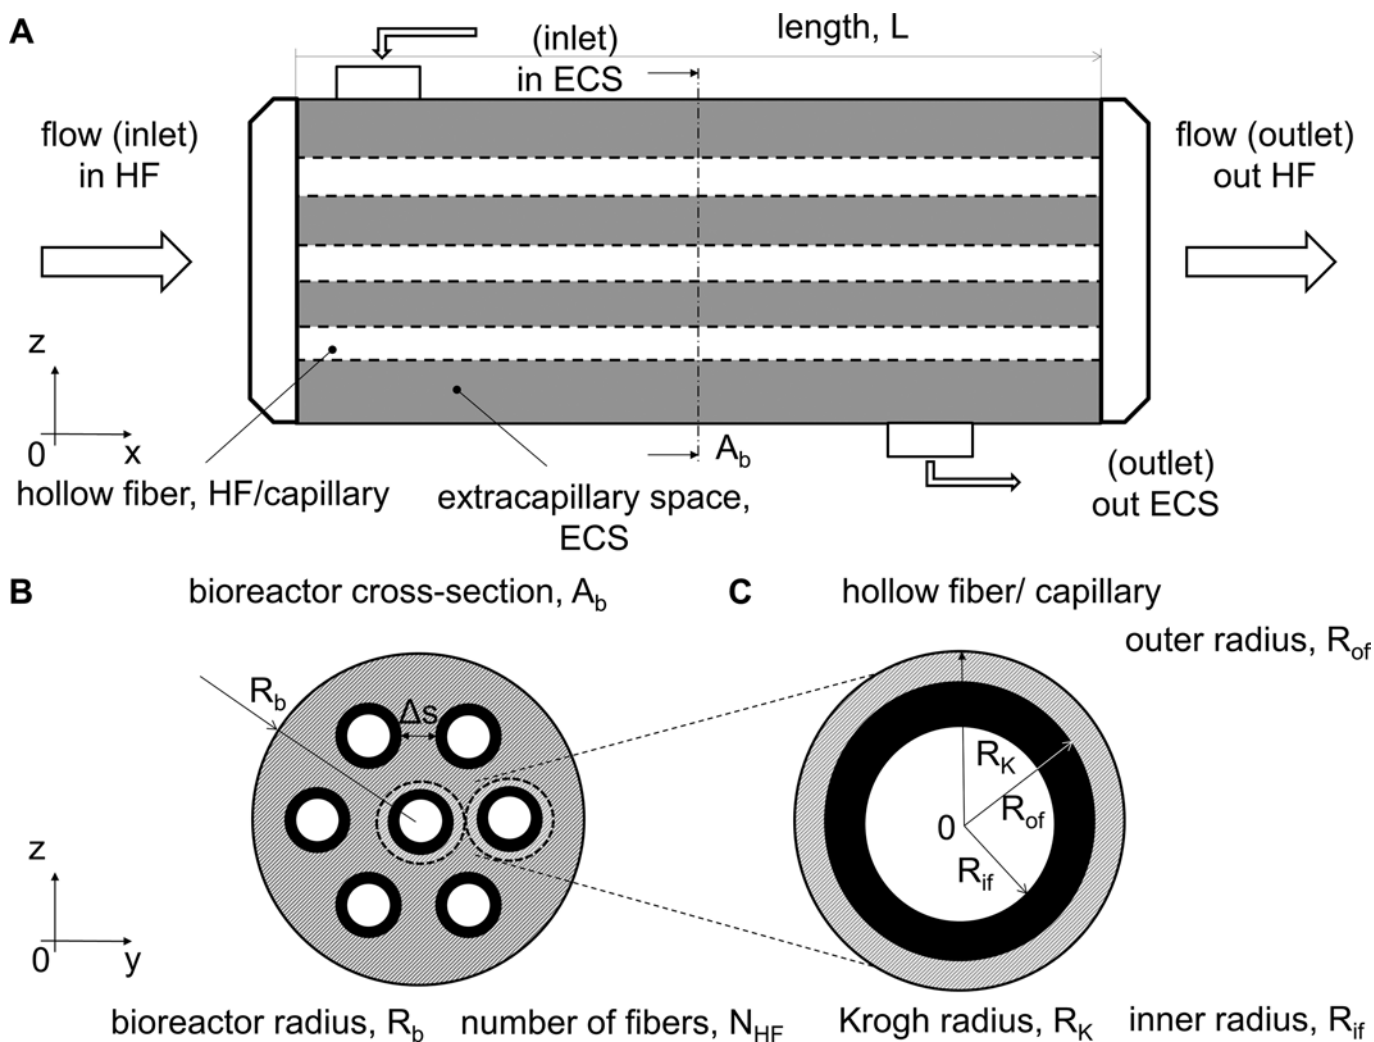 A
length, L
(inlet)
in ECS
flow (inlet)
in HF
flow (outlet)
out HF
z
0
x
A_b
hollow fiber, HF/capillary
extracapillary space,
ECS
(outlet)
out ECS
B
bioreactor cross-section, A_b
R_b
Δs
z
0
y
bioreactor radius, R_b
number of fibers, N_HF
C
hollow fiber/ capillary
outer radius, R_of
R_K
R_of
0
R_if
Krogh radius, R_K
inner radius, R_if